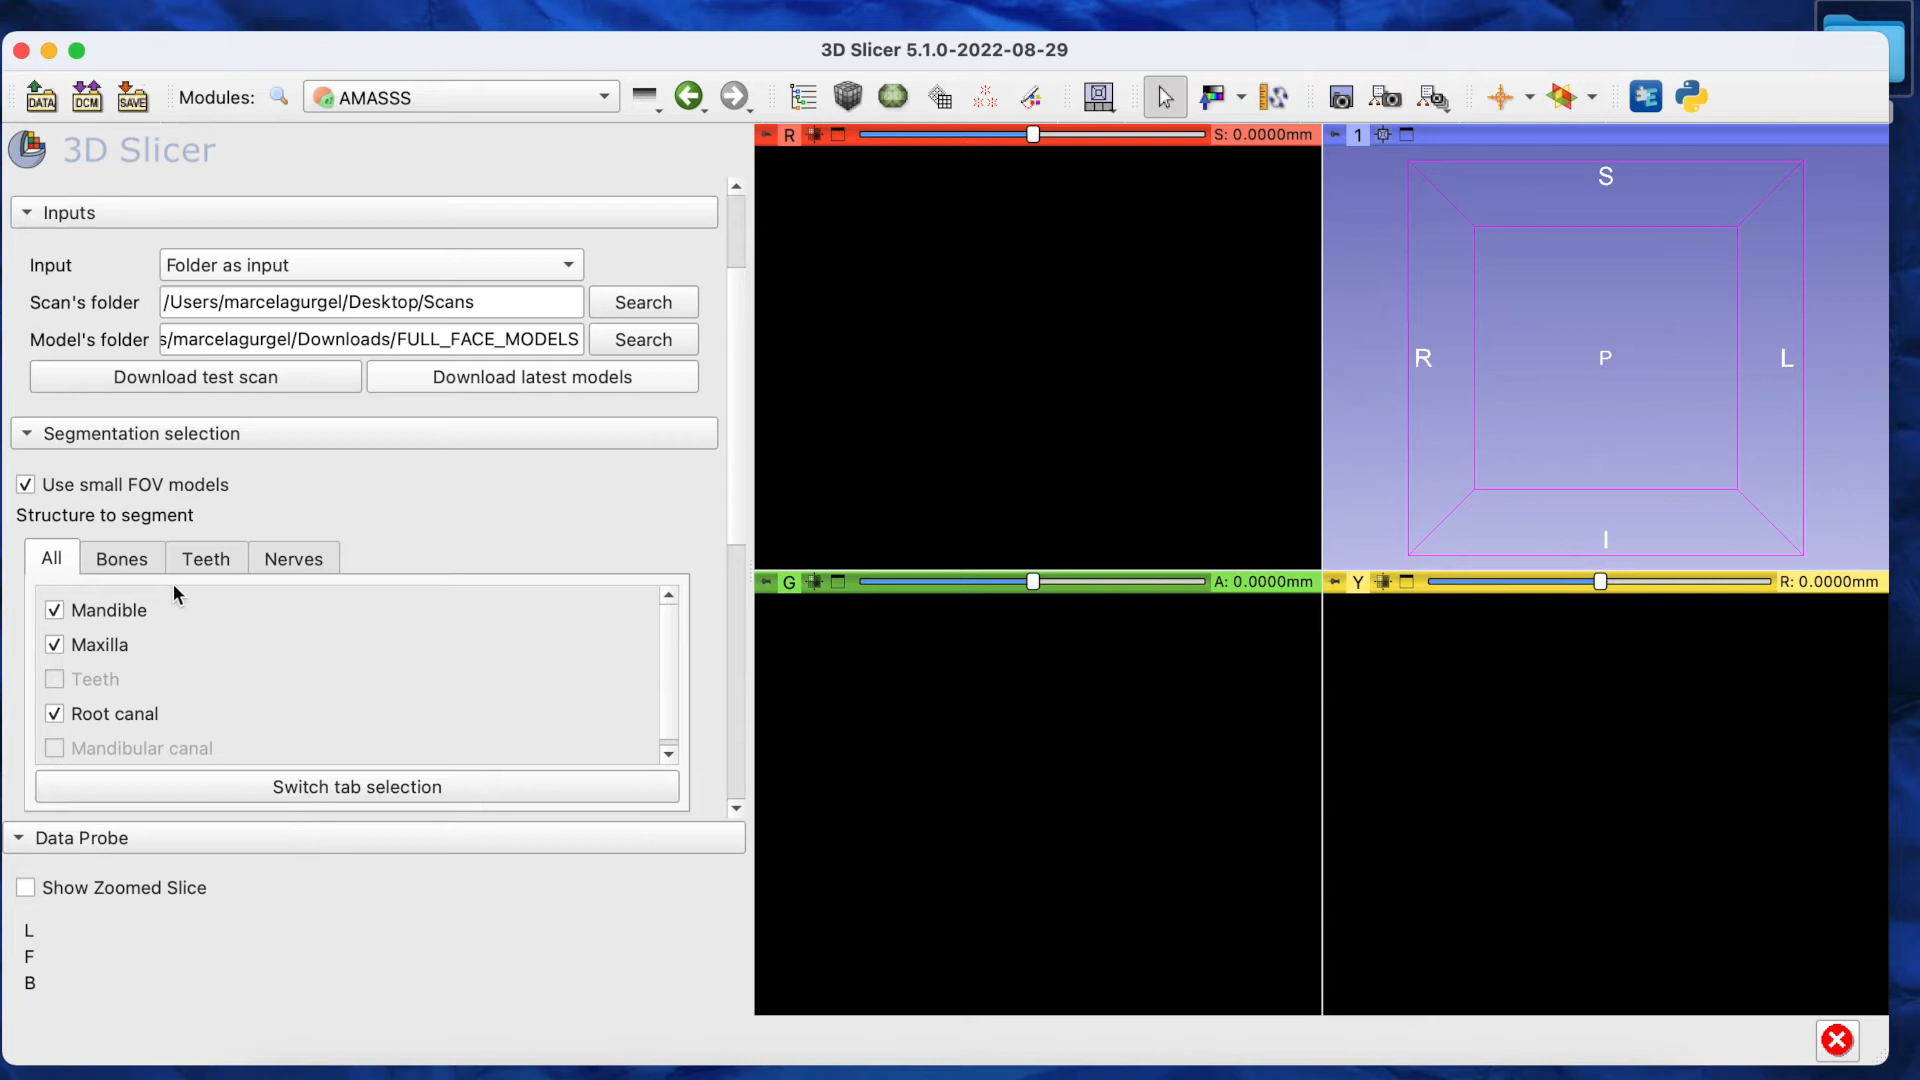 3D Slicer 5.1.0-2022-08-29
DATA
DCM
SAVE
Modules:
AMASSS
3D Slicer
Inputs
Input
Folder as input
Scan's folder
/Users/marcelagurgel/Desktop/Scans
Search
Model's folder
s/marcelagurgel/Downloads/FULL_FACE_MODELS
Search
Download test scan
Download latest models
Segmentation selection
Use small FOV models
Structure to segment
All
Bones
Teeth
Nerves
Mandible
Maxilla
Teeth
Root canal
Mandibular canal
Switch tab selection
Data Probe
Show Zoomed Slice
L
F
B
R
S: 0.0000mm
1
S
R
P
L
I
G
A: 0.0000mm
Y
R: 0.0000mm